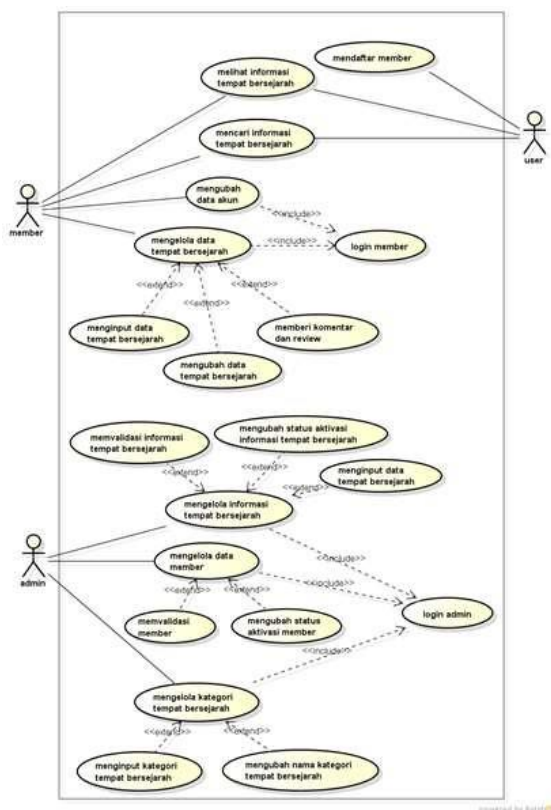 mendaftar member
melihat informasi
tempat bersejarah
mencari informasi
tempat bersejarah
user
mengubah
data akun
<<include>>
member
mengelola data
tempat bersejarah
<<include>>
login member
<<extend>>
<<extend>>
<<extend>>
menginput data
tempat bersejarah
memberi komentar
dan review
mengubah data
tempat bersejarah
memvalidasi informasi
tempat bersejarah
mengubah status aktivasi
informasi tempat bersejarah
<<extend>>
<<extend>>
menginput data
tempat bersejarah
<<extend>>
mengelola informasi
tempat bersejarah
<<include>>
admin
mengelola data
member
<<include>>
<<extend>>
<<extend>>
memvalidasi
member
mengubah status
aktivasi member
login admin
<<include>>
mengelola kategori
tempat bersejarah
<<extend>>
<<extend>>
menginput kategori
tempat bersejarah
mengubah nama kategori
tempat bersejarah
powered by Astah